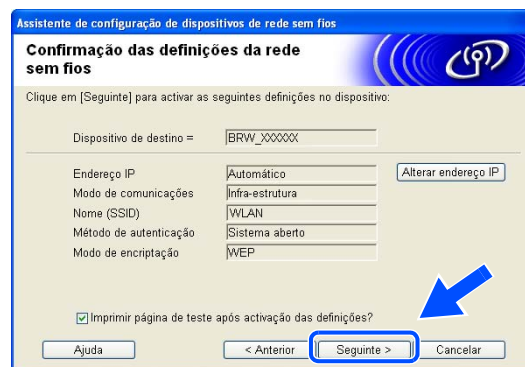 Assistente de configuração de dispositivos de rede sem fios
Confirmação das definições da rede
sem fios
Clique em [Seguinte] para activar as seguintes definições no dispositivo:
Dispositivo de destino = BRW_XXXXXX
Endereço IP Automático Alterar endereço IP
Modo de comunicações Infra-estrutura
Nome (SSID) WLAN
Método de autenticação Sistema aberto
Modo de encriptação WEP
Imprimir página de teste após activação das definições?
Ajuda < Anterior Seguinte > Cancelar